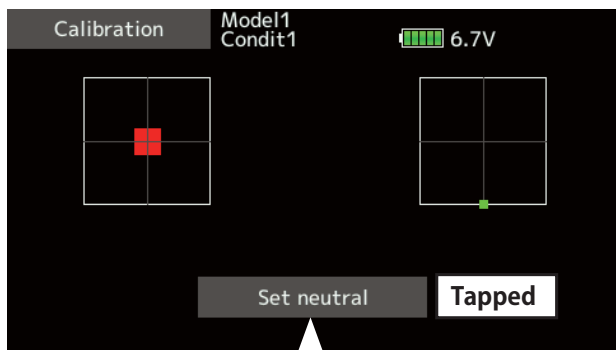 Calibration
Model1
Condit1
6.7V
Set neutral
Tapped